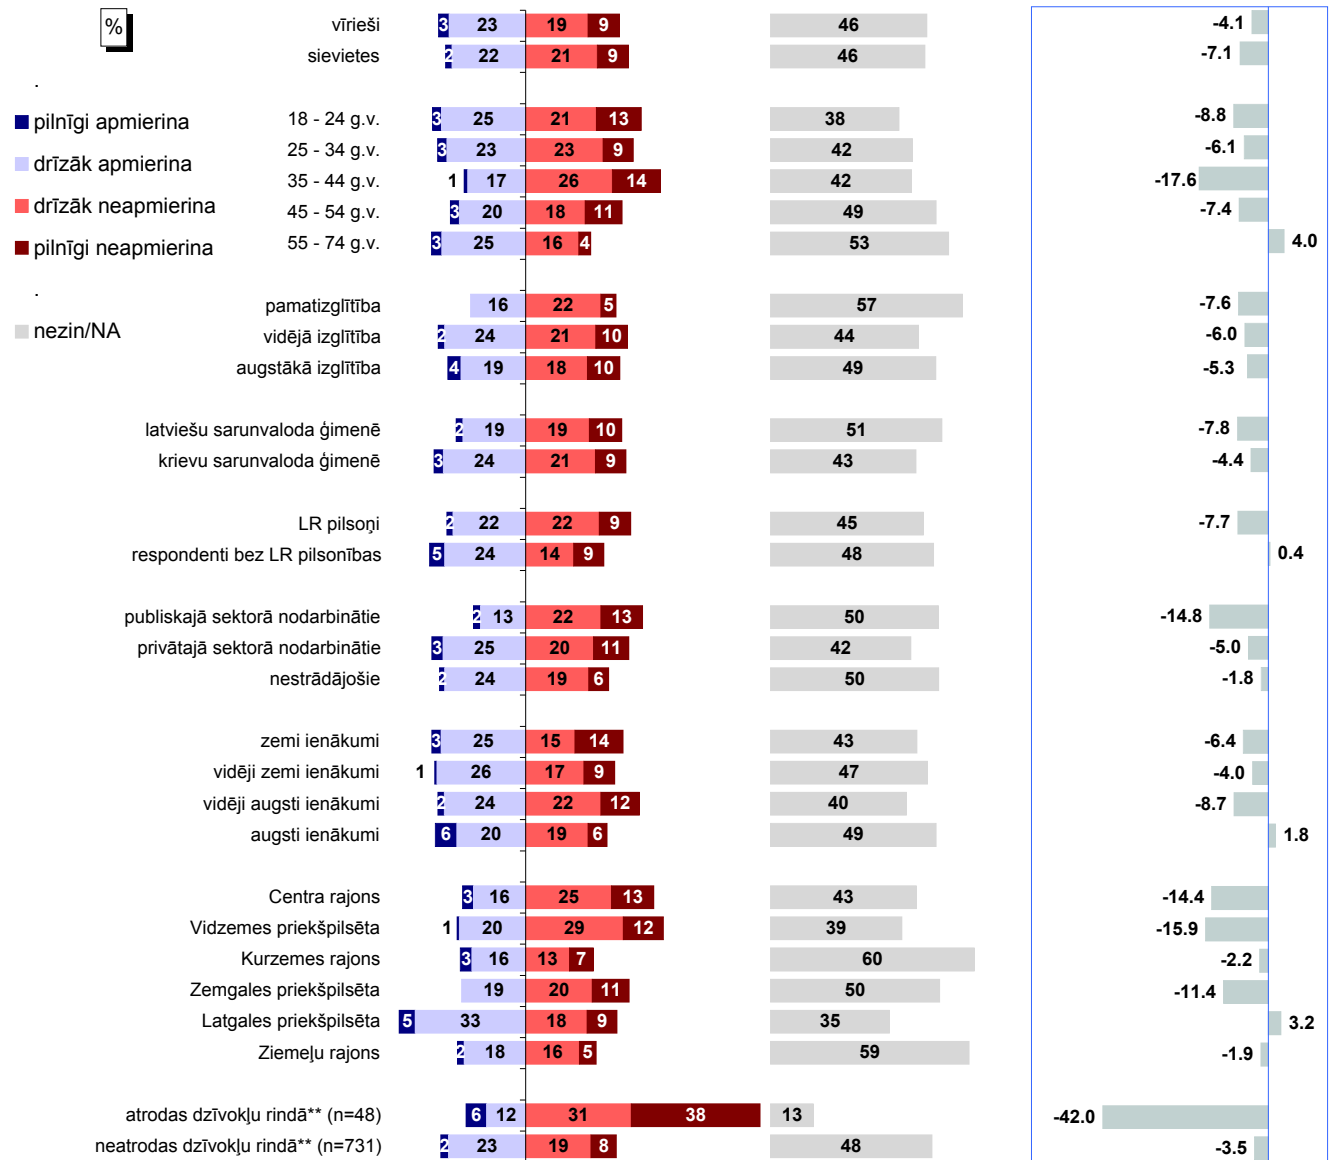 %
vīrieši 3 23 19 9 46 -4.1
sievietes 2 22 21 9 46 -7.1
.
pilnīgi apmierina
drīzāk apmierina
drīzāk neapmierina
pilnīgi neapmierina
.
nezin/NA
18 - 24 g.v. 3 25 21 13 38 -8.8
25 - 34 g.v. 3 23 23 9 42 -6.1
35 - 44 g.v. 1 17 26 14 42 -17.6
45 - 54 g.v. 3 20 18 11 49 -7.4
55 - 74 g.v. 3 25 16 4 53 4.0
pamatizglītība 16 22 5 57 -7.6
vidējā izglītība 2 24 21 10 44 -6.0
augstākā izglītība 4 19 18 10 49 -5.3
latviešu sarunvaloda ģimenē 2 19 19 10 51 -7.8
krievu sarunvaloda ģimenē 3 24 21 9 43 -4.4
LR pilsoņi 2 22 22 9 45 -7.7
respondenti bez LR pilsonības 5 24 14 9 48 0.4
publiskajā sektorā nodarbinātie 2 13 22 13 50 -14.8
privātajā sektorā nodarbinātie 3 25 20 11 42 -5.0
nestrādājošie 2 24 19 6 50 -1.8
zemi ienākumi 3 25 15 14 43 -6.4
vidēji zemi ienākumi 1 26 17 9 47 -4.0
vidēji augsti ienākumi 2 24 22 12 40 -8.7
augsti ienākumi 6 20 19 6 49 1.8
Centra rajons 3 16 25 13 43 -14.4
Vidzemes priekšpilsēta 1 20 29 12 39 -15.9
Kurzemes rajons 3 16 13 7 60 -2.2
Zemgales priekšpilsēta 19 20 11 50 -11.4
Latgales priekšpilsēta 5 33 18 9 35 3.2
Ziemeļu rajons 2 18 16 5 59 -1.9
atrodas dzīvokļu rindā** (n=48) 6 12 31 38 13 -42.0
neatrodas dzīvokļu rindā** (n=731) 2 23 19 8 48 -3.5